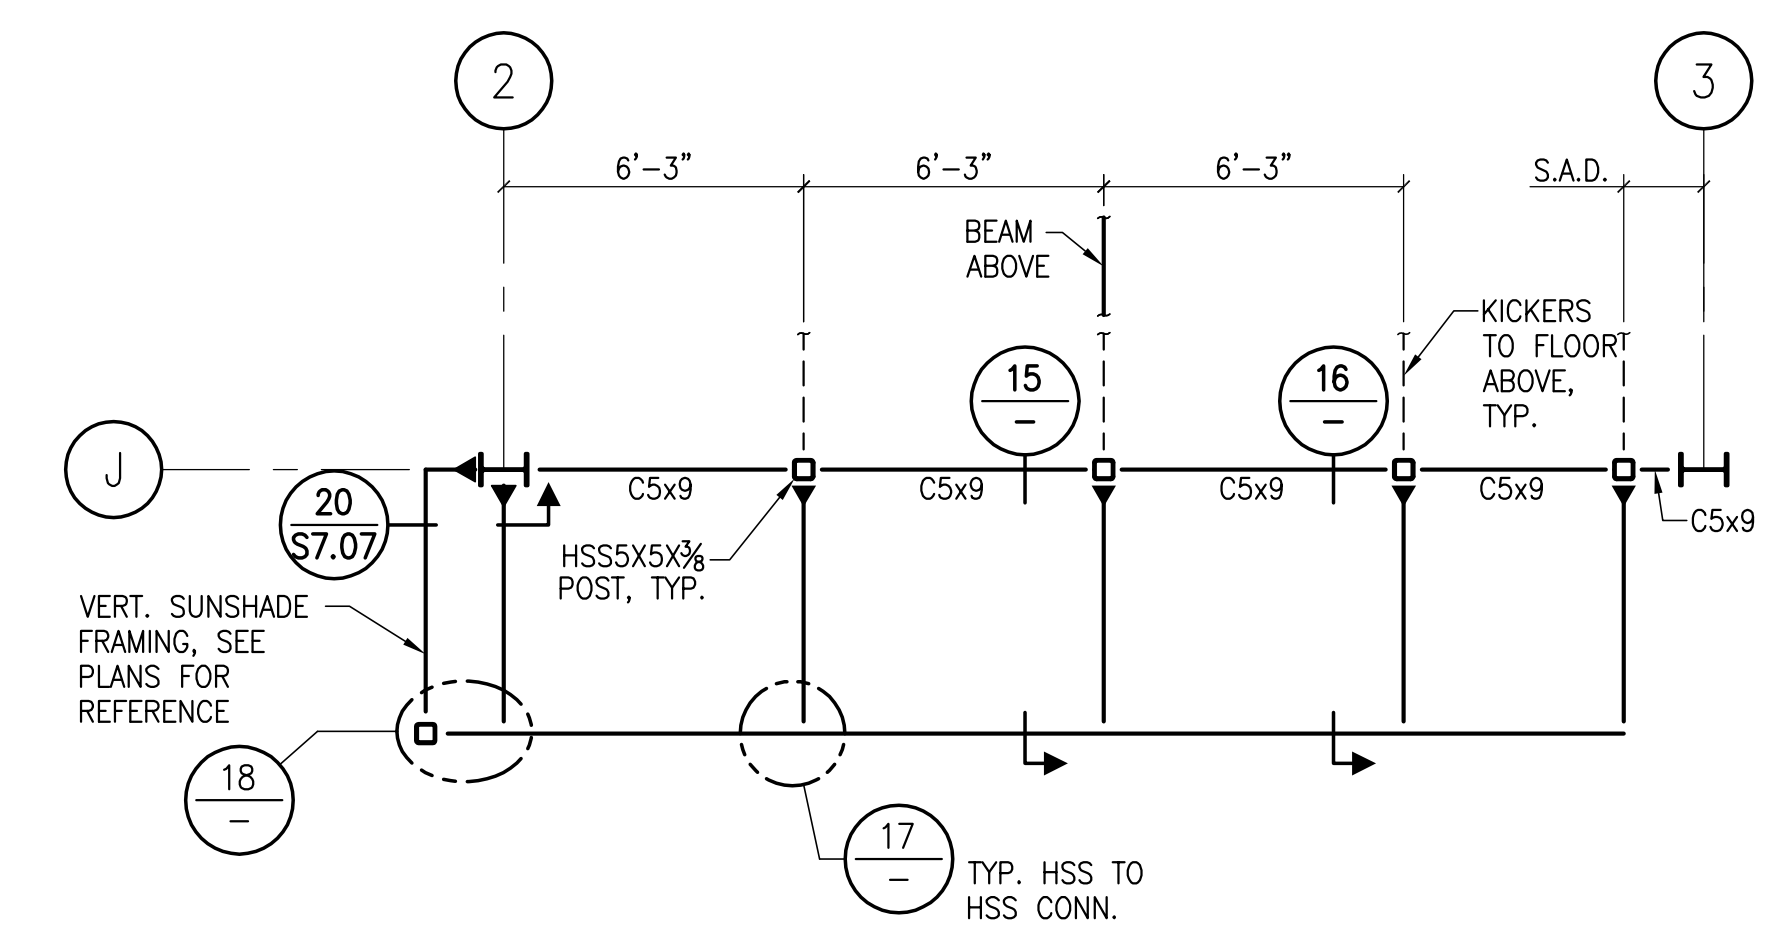 2
3
6'-3"
6'-3"
6'-3"
S.A.D.
BEAM
ABOVE
KICKERS
TO FLOOR
ABOVE,
TYP.
15
-
16
-
J
C5x9
C5x9
C5x9
C5x9
C5x9
20
S7.07
HSS5X5X3/8
POST, TYP.
VERT. SUNSHADE
FRAMING, SEE
PLANS FOR
REFERENCE
18
-
17
-
TYP. HSS TO
HSS CONN.